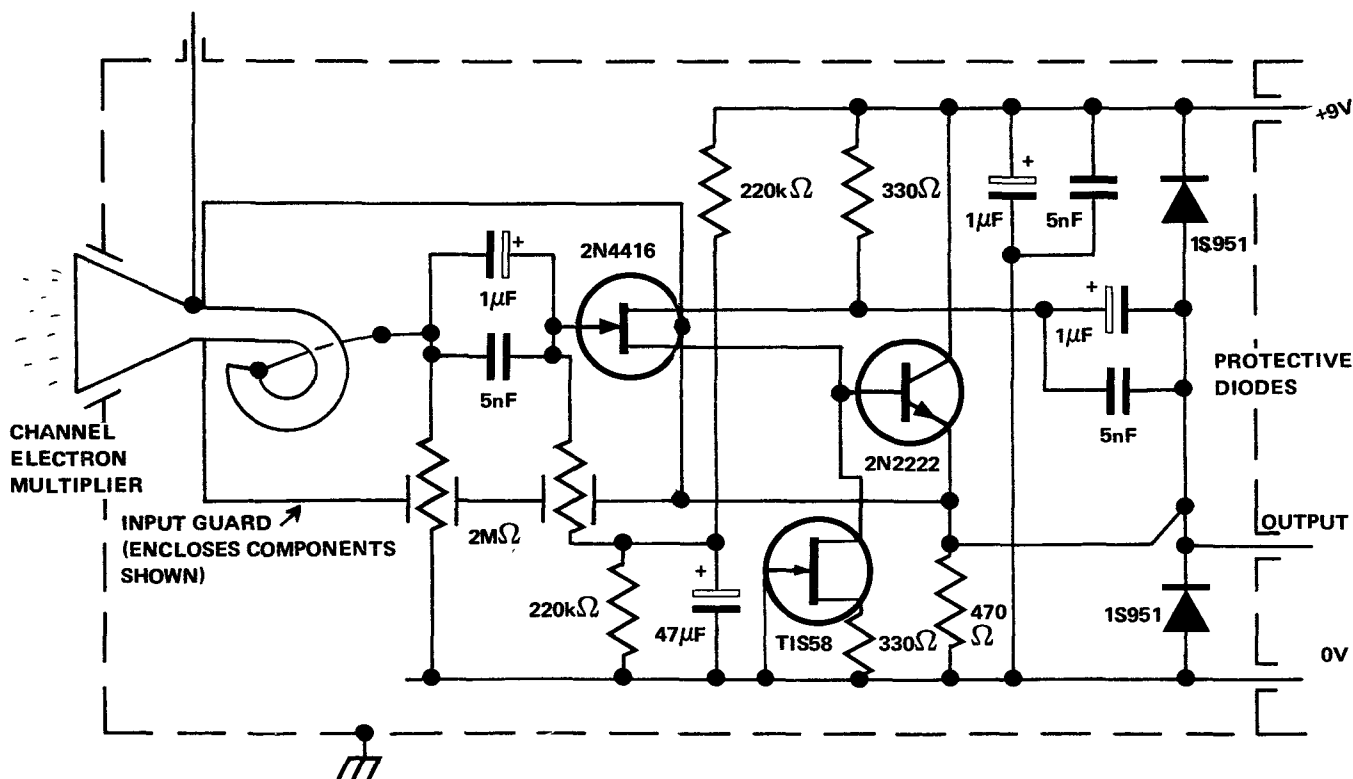 +9V
220kΩ
330Ω
+
1µF
5nF
1S951
2N4416
+
1µF
5nF
+
1µF
5nF
PROTECTIVE
DIODES
CHANNEL
ELECTRON
MULTIPLIER
2N2222
INPUT GUARD
(ENCLOSES COMPONENTS
SHOWN)
2MΩ
OUTPUT
+
220kΩ
47µF
TIS58
330Ω
470
Ω
1S951
0V